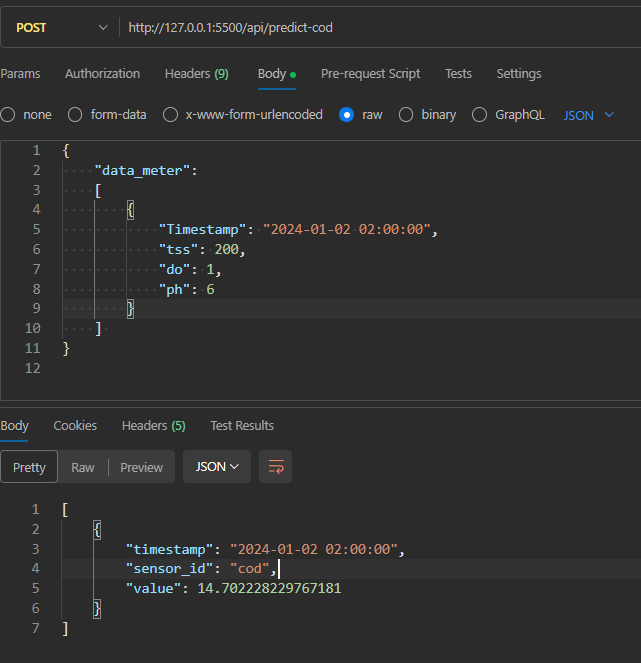 POST http://127.0.0.1:5500/api/predict-cod
Params Authorization Headers (9) Body Pre-request Script Tests Settings
none form-data x-www-form-urlencoded raw binary GraphQL JSON
1 {
2 "data_meter":
3 [
4 {
5 "Timestamp": "2024-01-02 02:00:00",
6 "tss": 200,
7 "do": 1,
8 "ph": 6
9 }
10 ]
11 }
12
Body Cookies Headers (5) Test Results
Pretty Raw Preview JSON
1 [
2 {
3 "timestamp": "2024-01-02 02:00:00",
4 "sensor_id": "cod",
5 "value": 14.702228229767181
6 }
7 ]